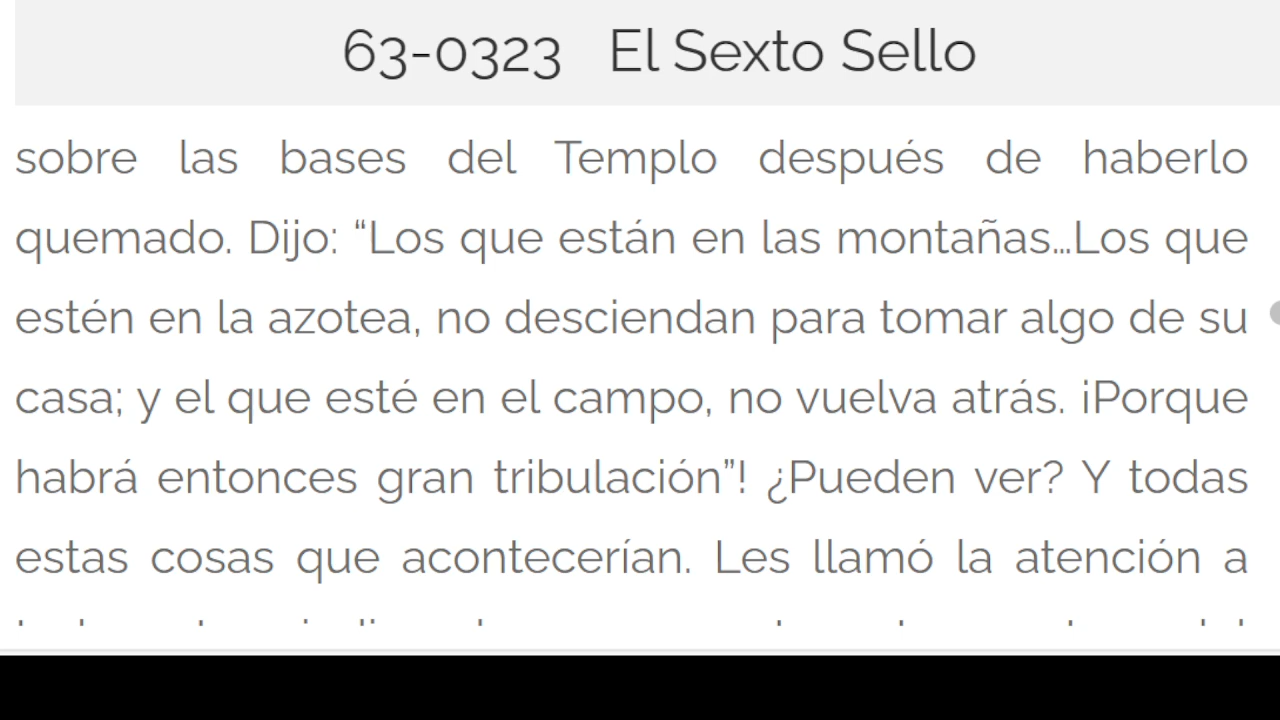 63-0323 El Sexto Sello
sobre las bases del Templo después de haberlo
quemado. Dijo: “Los que están en las montañas…Los que
estén en la azotea, no desciendan para tomar algo de su
casa; y el que esté en el campo, no vuelva atrás. ¡Porque
habrá entonces gran tribulación”! ¿Pueden ver? Y todas
estas cosas que acontecerían. Les llamó la atención a